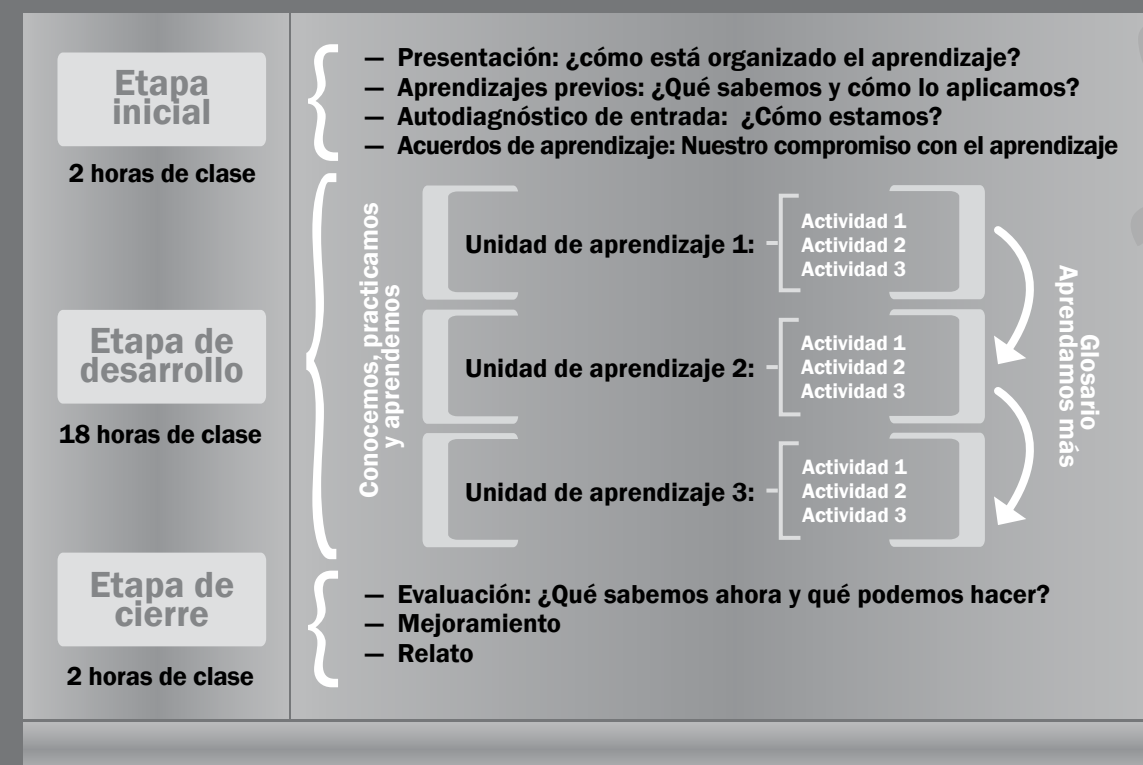 Etapa
inicial
2 horas de clase
— Presentación: ¿cómo está organizado el aprendizaje?
— Aprendizajes previos: ¿Qué sabemos y cómo lo aplicamos?
— Autodiagnóstico de entrada: ¿Cómo estamos?
— Acuerdos de aprendizaje: Nuestro compromiso con el aprendizaje
Etapa de
desarrollo
18 horas de clase
Conocemos, practicamos
y aprendemos
Unidad de aprendizaje 1:
Actividad 1
Actividad 2
Actividad 3
Unidad de aprendizaje 2:
Actividad 1
Actividad 2
Actividad 3
Unidad de aprendizaje 3:
Actividad 1
Actividad 2
Actividad 3
Glosario
Aprendamos más
Etapa de
cierre
2 horas de clase
— Evaluación: ¿Qué sabemos ahora y qué podemos hacer?
— Mejoramiento
— Relato